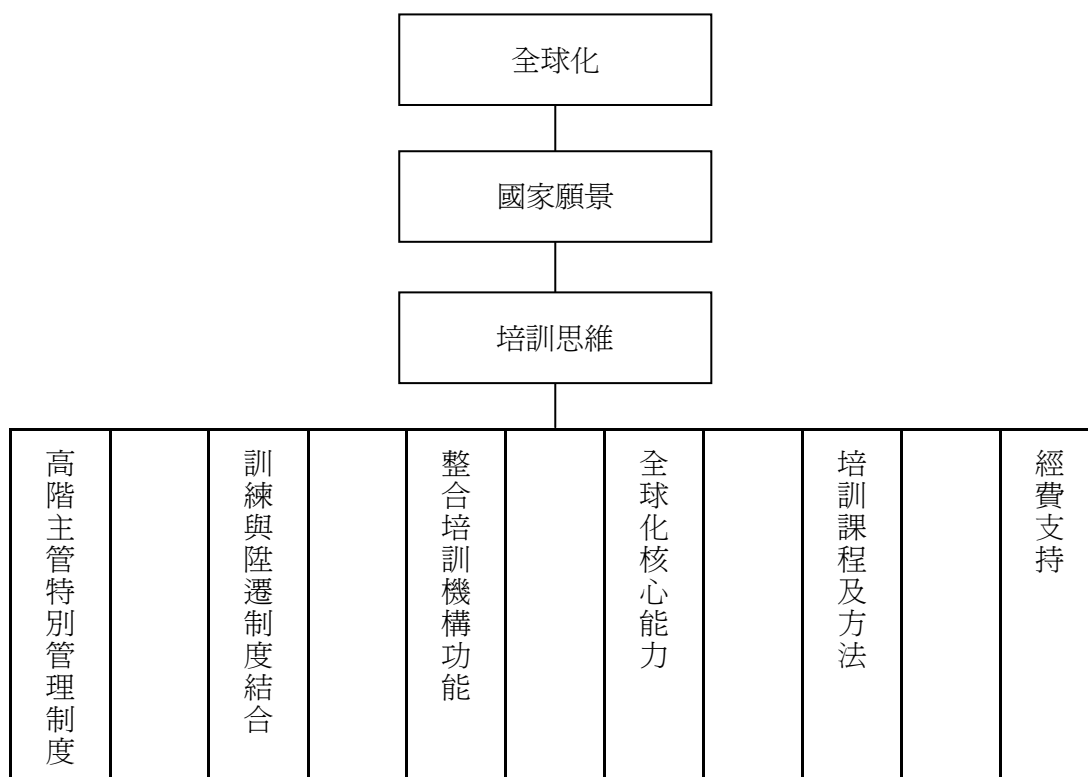 全球化
國家願景
培訓思維
高階主管特別管理制度
訓練與陞遷制度結合
整合培訓機構功能
全球化核心能力
培訓課程及方法
經費支持